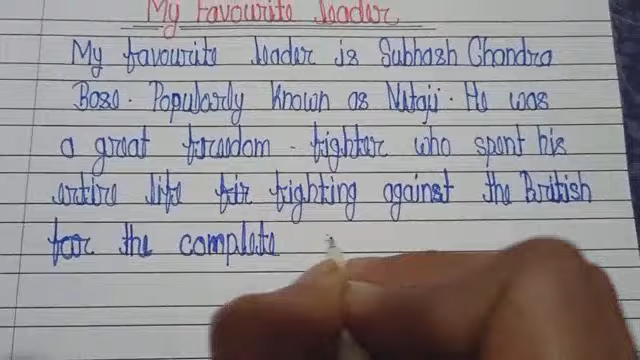 My Favourite leader
My favourite leader is Subhash Chandra
Bose. Popularly known as Netaji. He was
a great freedom-fighter who spent his
entire life for fighting against the British
for the complete